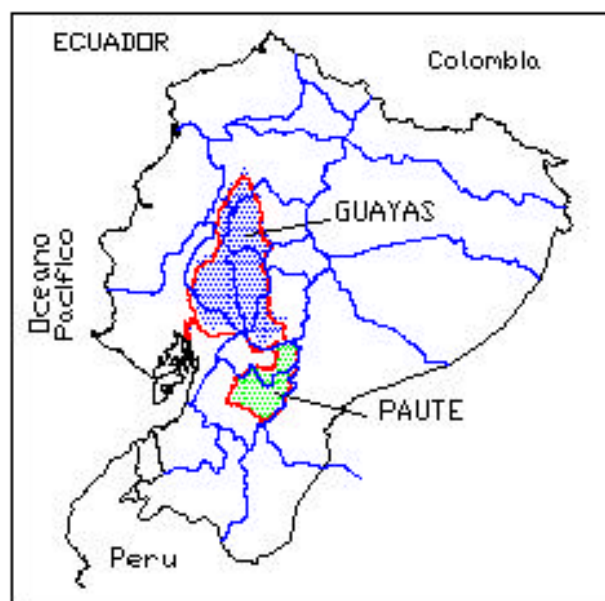 ECUADOR
Colombia
GUAYAS
Oceano
Pacifico
PAUTE
Peru